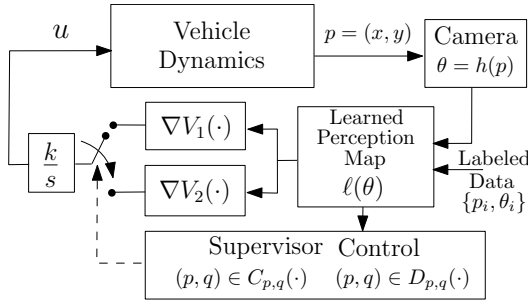 u
Vehicle
Dynamics
p = (x, y)
Camera
θ = h(p)
k/s
∇V₁(·)
∇V₂(·)
Learned
Perception
Map
ℓ(θ)
Labeled
Data
{pᵢ, θᵢ}
Supervisor Control
(p, q) ∈ C_{p,q}(·) (p, q) ∈ D_{p,q}(·)